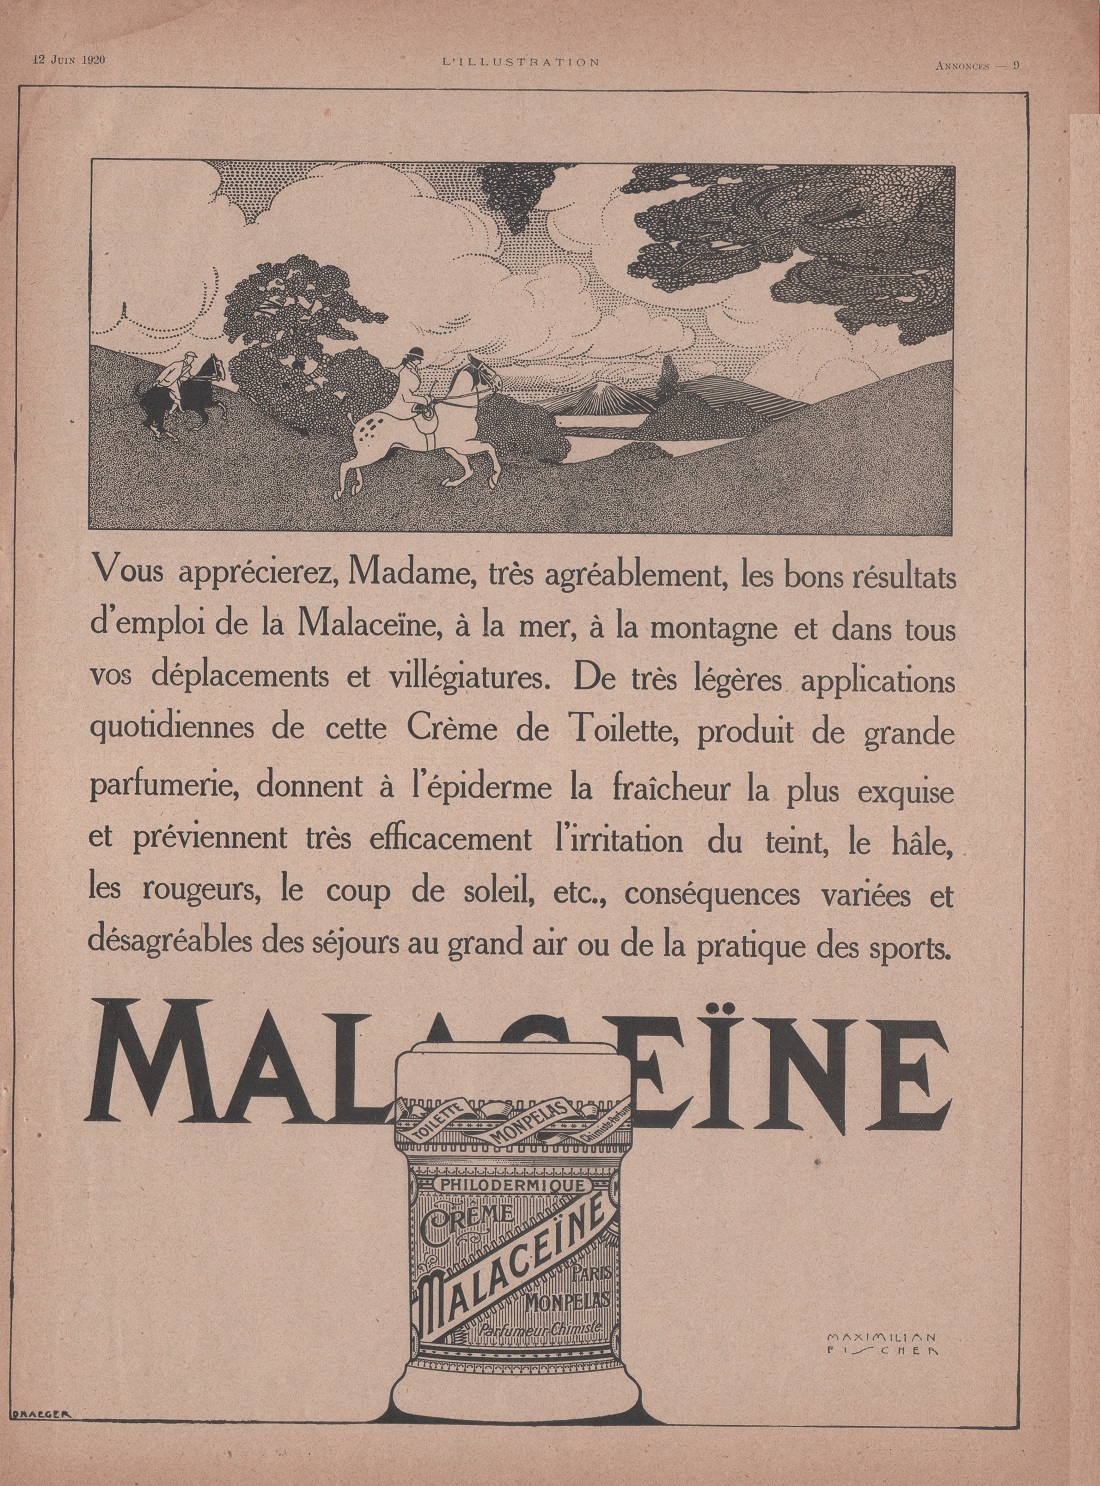 12 Juin 1920
L'ILLUSTRATION
Annonces — 9
Vous apprécierez, Madame, très agréablement, les bons résultats
d'emploi de la Malaceïne, à la mer, à la montagne et dans tous
vos déplacements et villégiatures. De très légères applications
quotidiennes de cette Crème de Toilette, produit de grande
parfumerie, donnent à l'épiderme la fraîcheur la plus exquise
et préviennent très efficacement l'irritation du teint, le hâle,
les rougeurs, le coup de soleil, etc., conséquences variées et
désagréables des séjours au grand air ou de la pratique des sports.
MALACEÏNE
TOILETTE MONPELAS Chimiste-Parfum
PHILODERMIQUE
CRÊME
MALACEÏNE
PARIS
MONPELAS
Parfumeur-Chimiste
MAXIMILIAN
FISCHER
DRAEGER